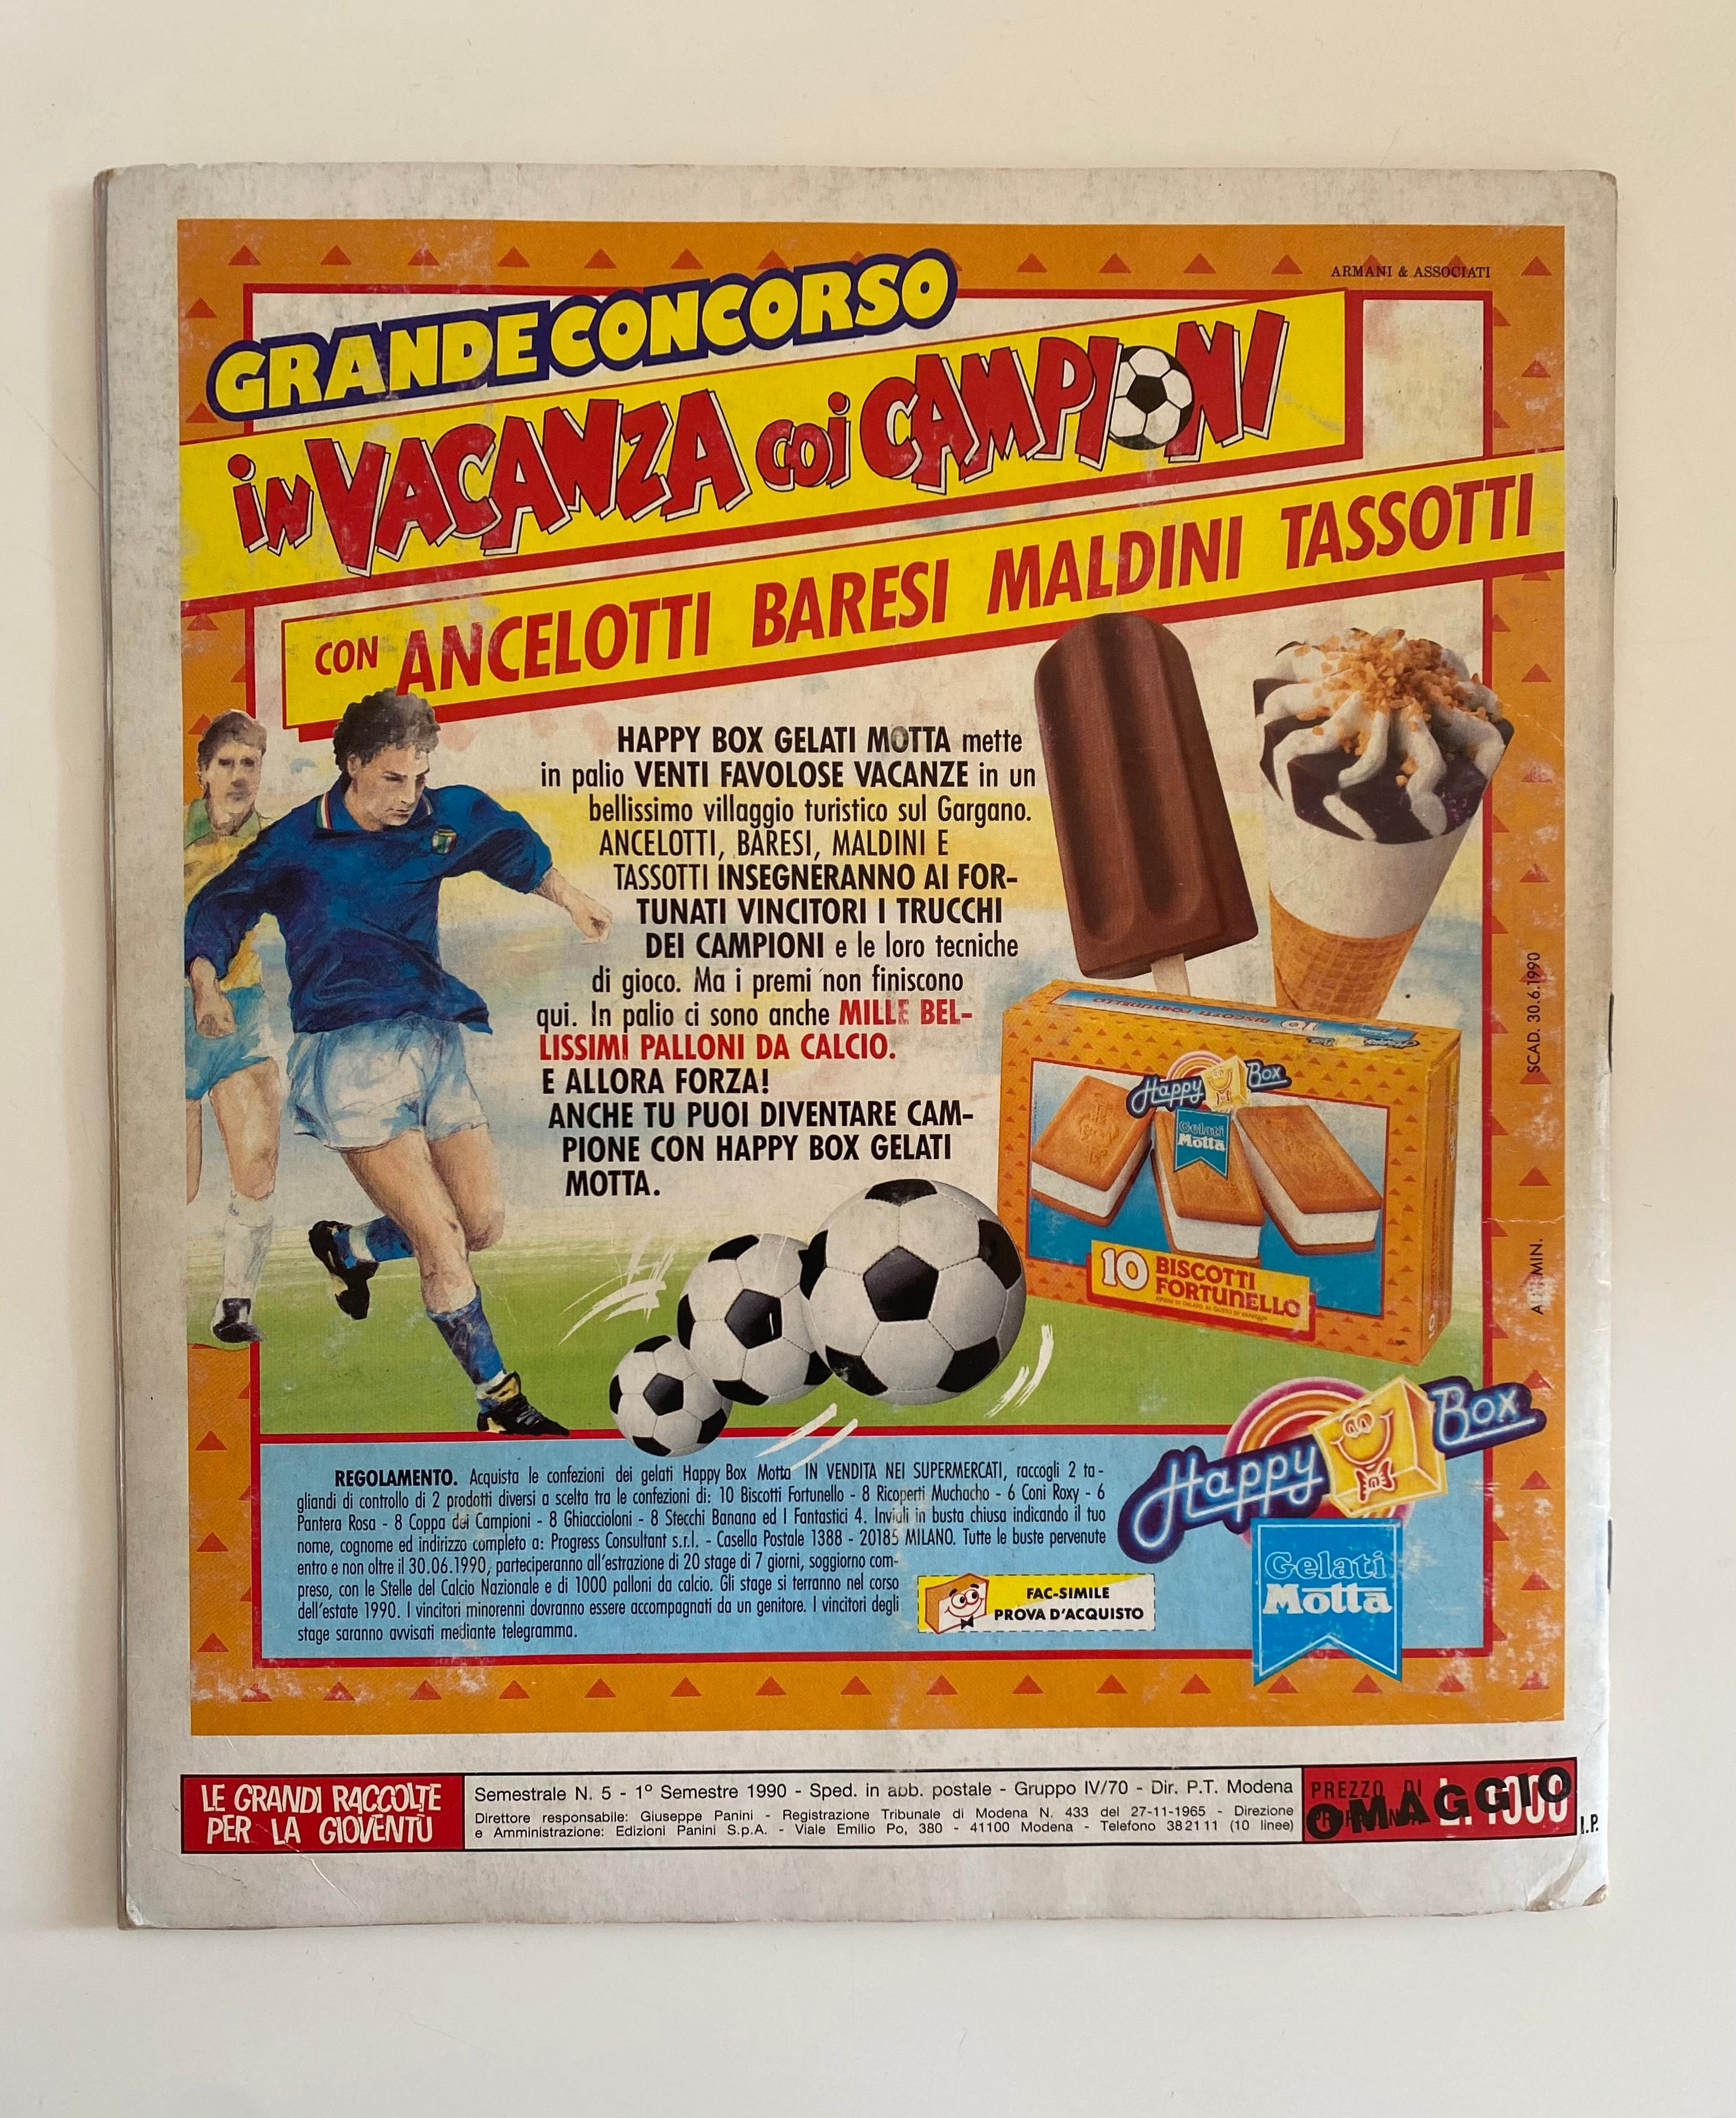 ARMANI & ASSOCIATI
GRANDE CONCORSO
in VACANZA coi CAMPIONI
CON ANCELOTTI BARESI MALDINI TASSOTTI
HAPPY BOX GELATI MOTTA mette
in palio VENTI FAVOLOSE VACANZE in un
bellissimo villaggio turistico sul Gargano.
ANCELOTTI, BARESI, MALDINI E
TASSOTTI INSEGNERANNO AI FOR-
TUNATI VINCITORI I TRUCCHI
DEI CAMPIONI e le loro tecniche
di gioco. Ma i premi non finiscono
qui. In palio ci sono anche MILLE BEL-
LISSIMI PALLONI DA CALCIO.
E ALLORA FORZA!
ANCHE TU PUOI DIVENTARE CAM-
PIONE CON HAPPY BOX GELATI
MOTTA.
SCAD. 30.6.1990
BISCOTTI FORTUNELLO
10
Happy Box
Gelati
Motta
10 BISCOTTI
FORTUNELLO
Happy Box
Gelati
Motta
REGOLAMENTO. Acquista le confezioni dei gelati Happy Box Motta IN VENDITA NEI SUPERMERCATI, raccogli 2 ta-
gliandi di controllo di 2 prodotti diversi a scelta tra le confezioni di: 10 Biscotti Fortunello - 8 Ricoperti Muchacho - 6 Coni Roxy - 6
Pantera Rosa - 8 Coppa dei Campioni - 8 Ghiaccioloni - 8 Stecchi Banana ed I Fantastici 4. Inviali in busta chiusa indicando il tuo
nome, cognome ed indirizzo completo a: Progress Consultant s.r.l. - Casella Postale 1388 - 20185 MILANO. Tutte le buste pervenute
entro e non oltre il 30.06.1990, parteciperanno all'estrazione di 20 stage di 7 giorni, soggiorno com-
preso, con le Stelle del Calcio Nazionale e di 1000 palloni da calcio. Gli stage si terranno nel corso
dell'estate 1990. I vincitori minorenni dovranno essere accompagnati da un genitore. I vincitori degli
stage saranno avvisati mediante telegramma.
FAC-SIMILE
PROVA D'ACQUISTO
LE GRANDI RACCOLTE
PER LA GIOVENTÙ
Semestrale N. 5 - 1° Semestre 1990 - Sped. in abb. postale - Gruppo IV/70 - Dir. P.T. Modena
Direttore responsabile: Giuseppe Panini - Registrazione Tribunale di Modena N. 433 del 27-11-1965 - Direzione
e Amministrazione: Edizioni Panini S.p.A. - Viale Emilio Po, 380 - 41100 Modena - Telefono 382111 (10 linee)
PREZZO DI
L. 1000
OMAGGIO
I.P.